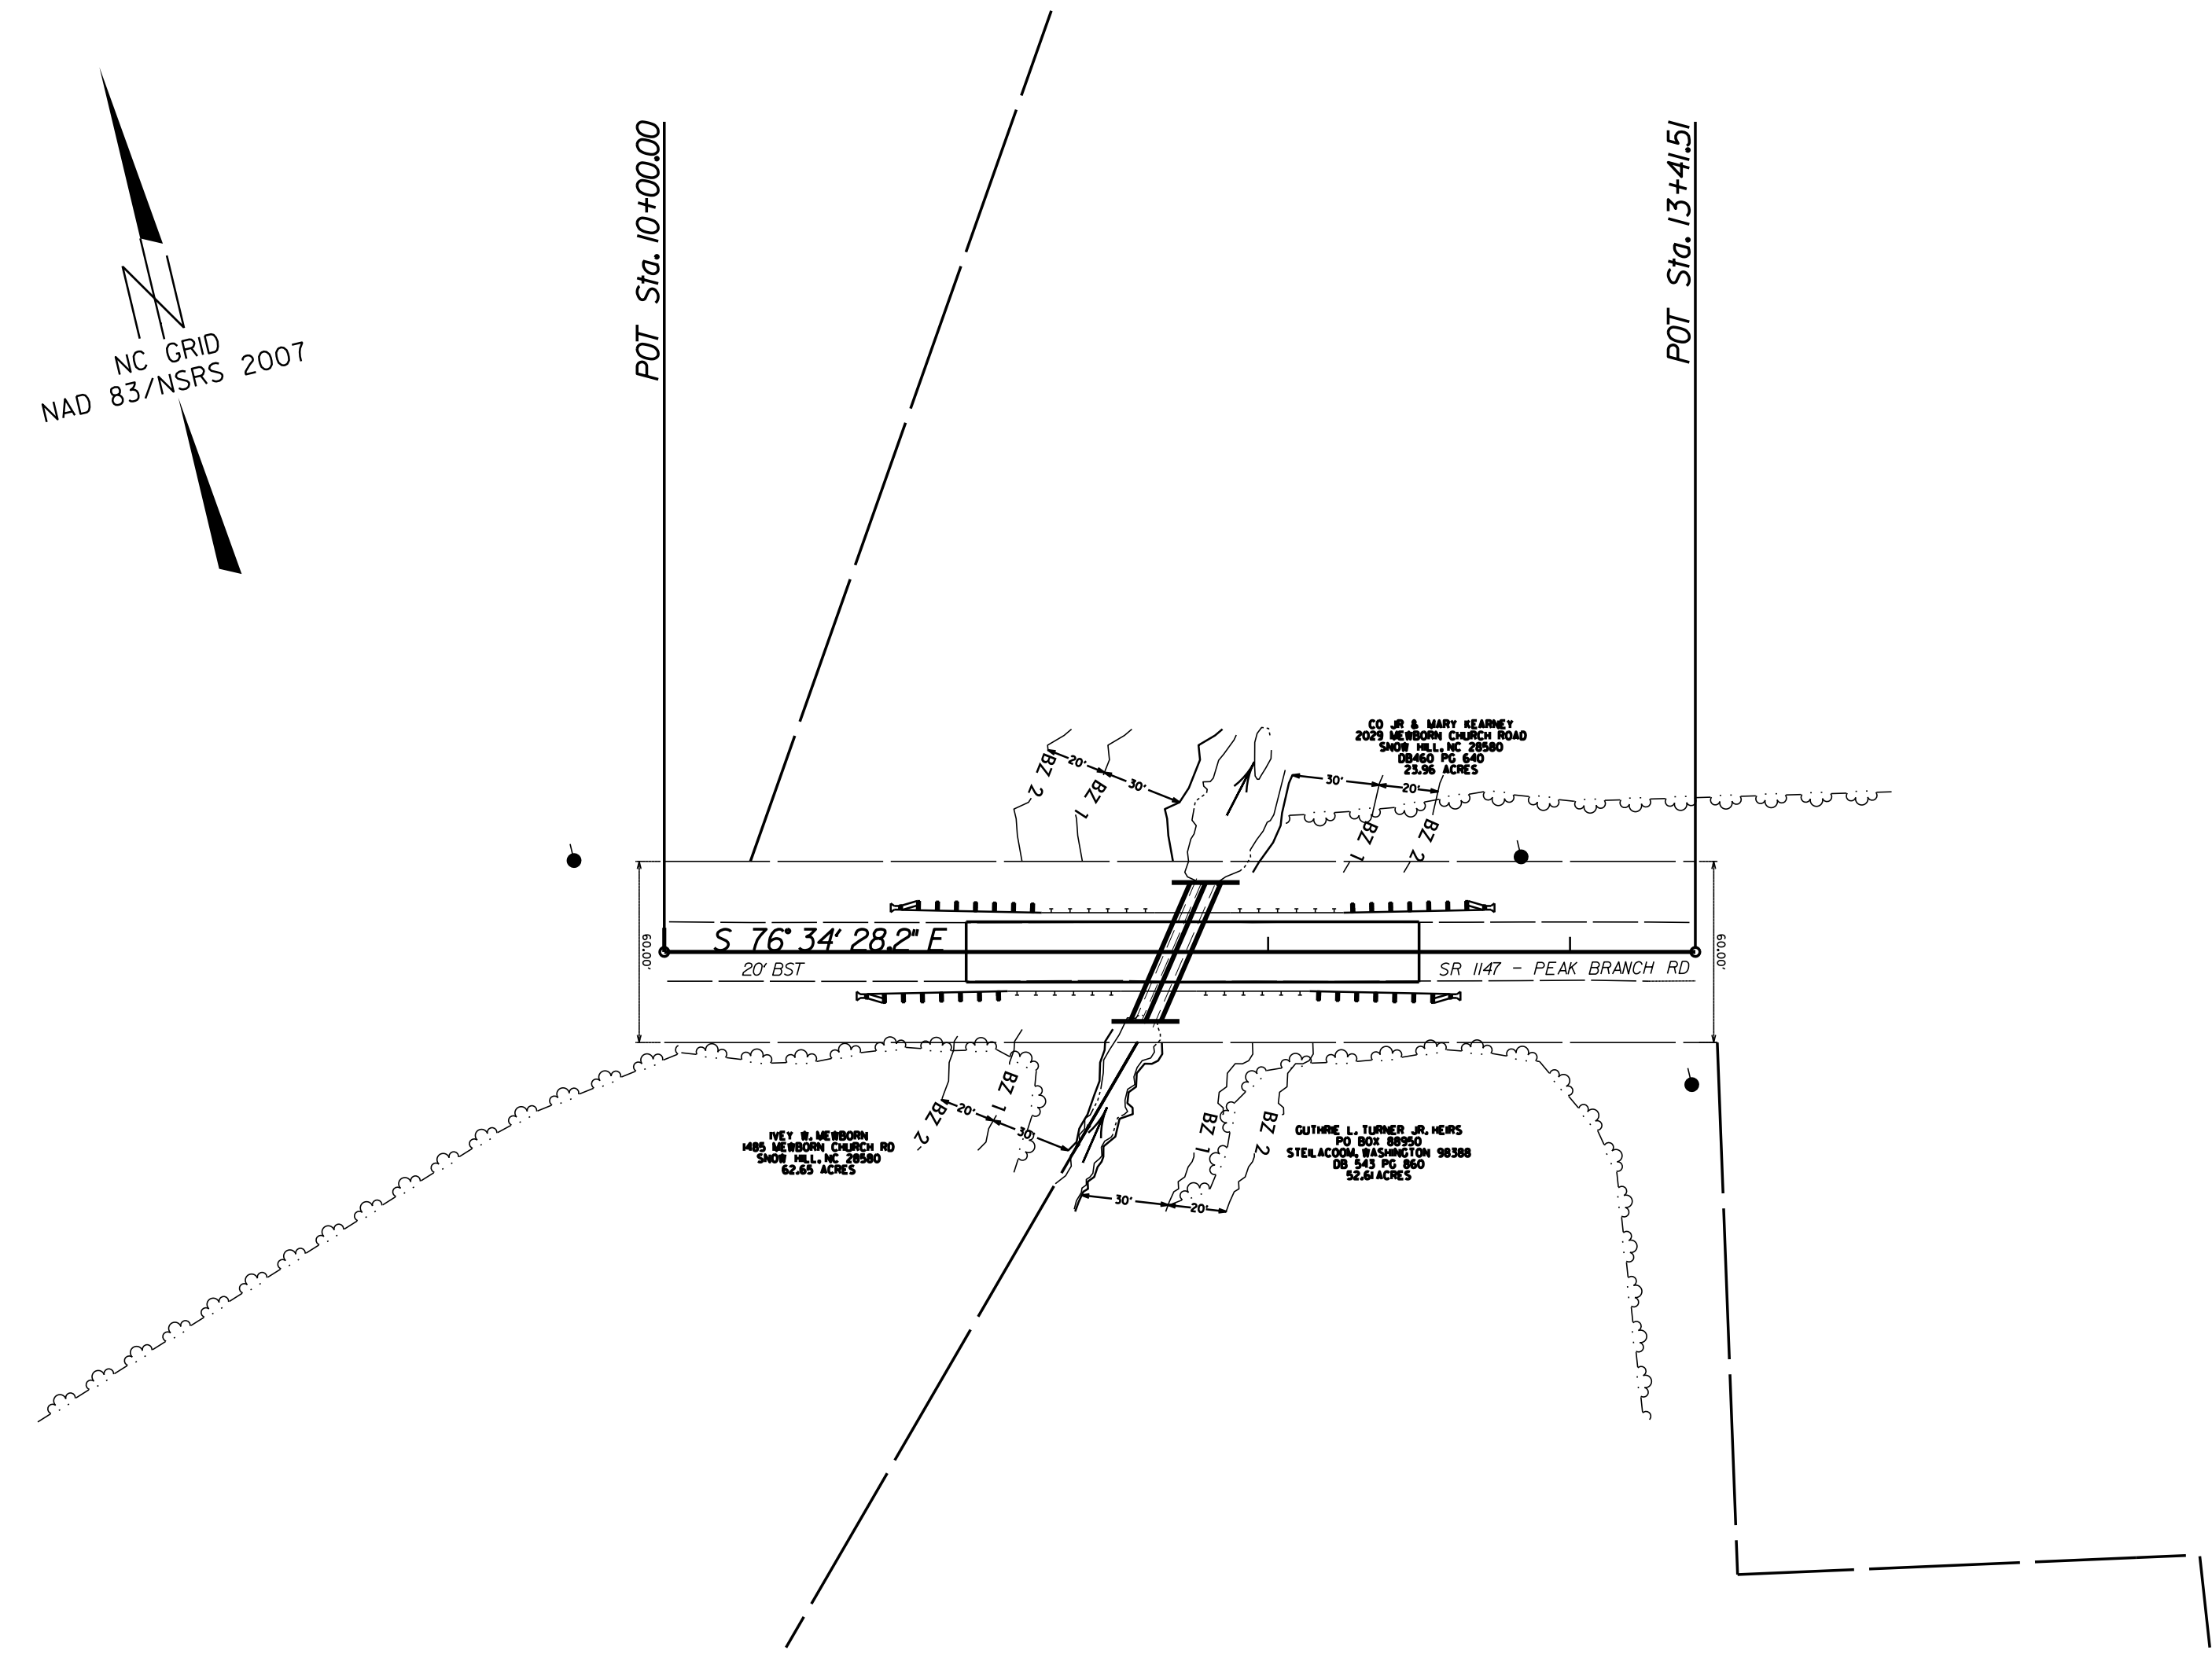 POT Sta. 10+00.00
POT Sta. 13+41.51
NC GRID
NAD 83/NSRS 2007
CO JR & MARY KEARNEY
2029 MEWBORN CHURCH ROAD
SNOW HILL, NC 28580
DB460 PG 640
23.96 ACRES
20'
30'
BZ 2
BZ 1
30'
20'
BZ 1
BZ 2
60.00'
S 76° 34' 28.2" E
20' BST
SR 1147 - PEAK BRANCH RD
60.00'
BZ 1
BZ 2
20'
30'
BZ 1
BZ 2
IVEY W. MEWBORN
1485 MEWBORN CHURCH RD
SNOW HILL, NC 28580
62.65 ACRES
GUTHRIE L. TURNER JR. HEIRS
PO BOX 88950
STEILACOOM, WASHINGTON 98388
DB 543 PG 860
52.61 ACRES
30'
20'